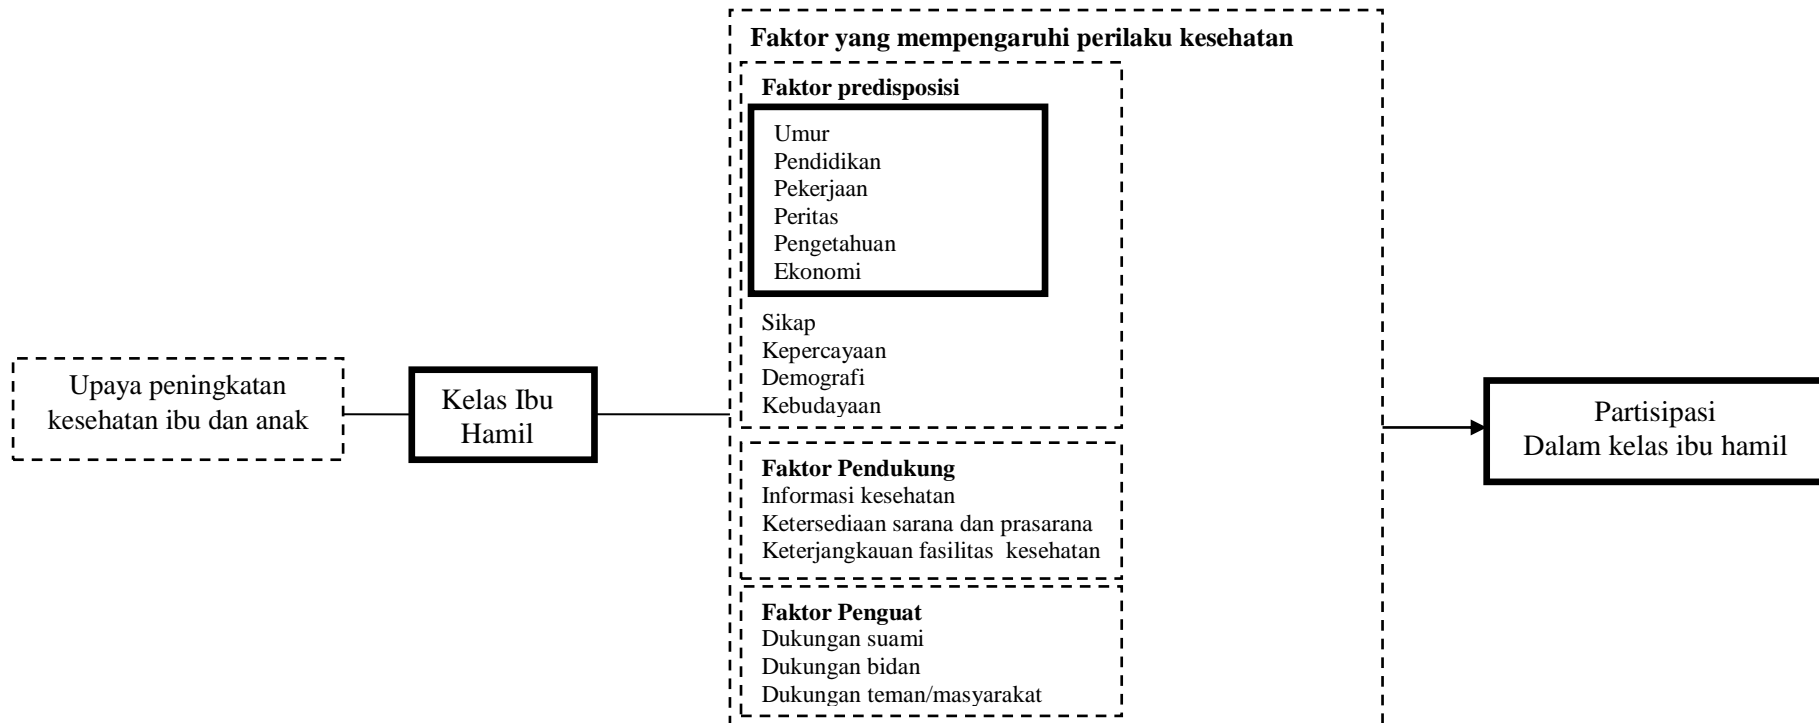 Faktor yang mempengaruhi perilaku kesehatan
Faktor predisposisi
Umur
Pendidikan
Pekerjaan
Peritas
Pengetahuan
Ekonomi
Sikap
Kepercayaan
Demografi
Kebudayaan
Upaya peningkatan
kesehatan ibu dan anak
Kelas Ibu
Hamil
Faktor Pendukung
Informasi kesehatan
Ketersediaan sarana dan prasarana
Keterjangkauan fasilitas kesehatan
Faktor Penguat
Dukungan suami
Dukungan bidan
Dukungan teman/masyarakat
Partisipasi
Dalam kelas ibu hamil